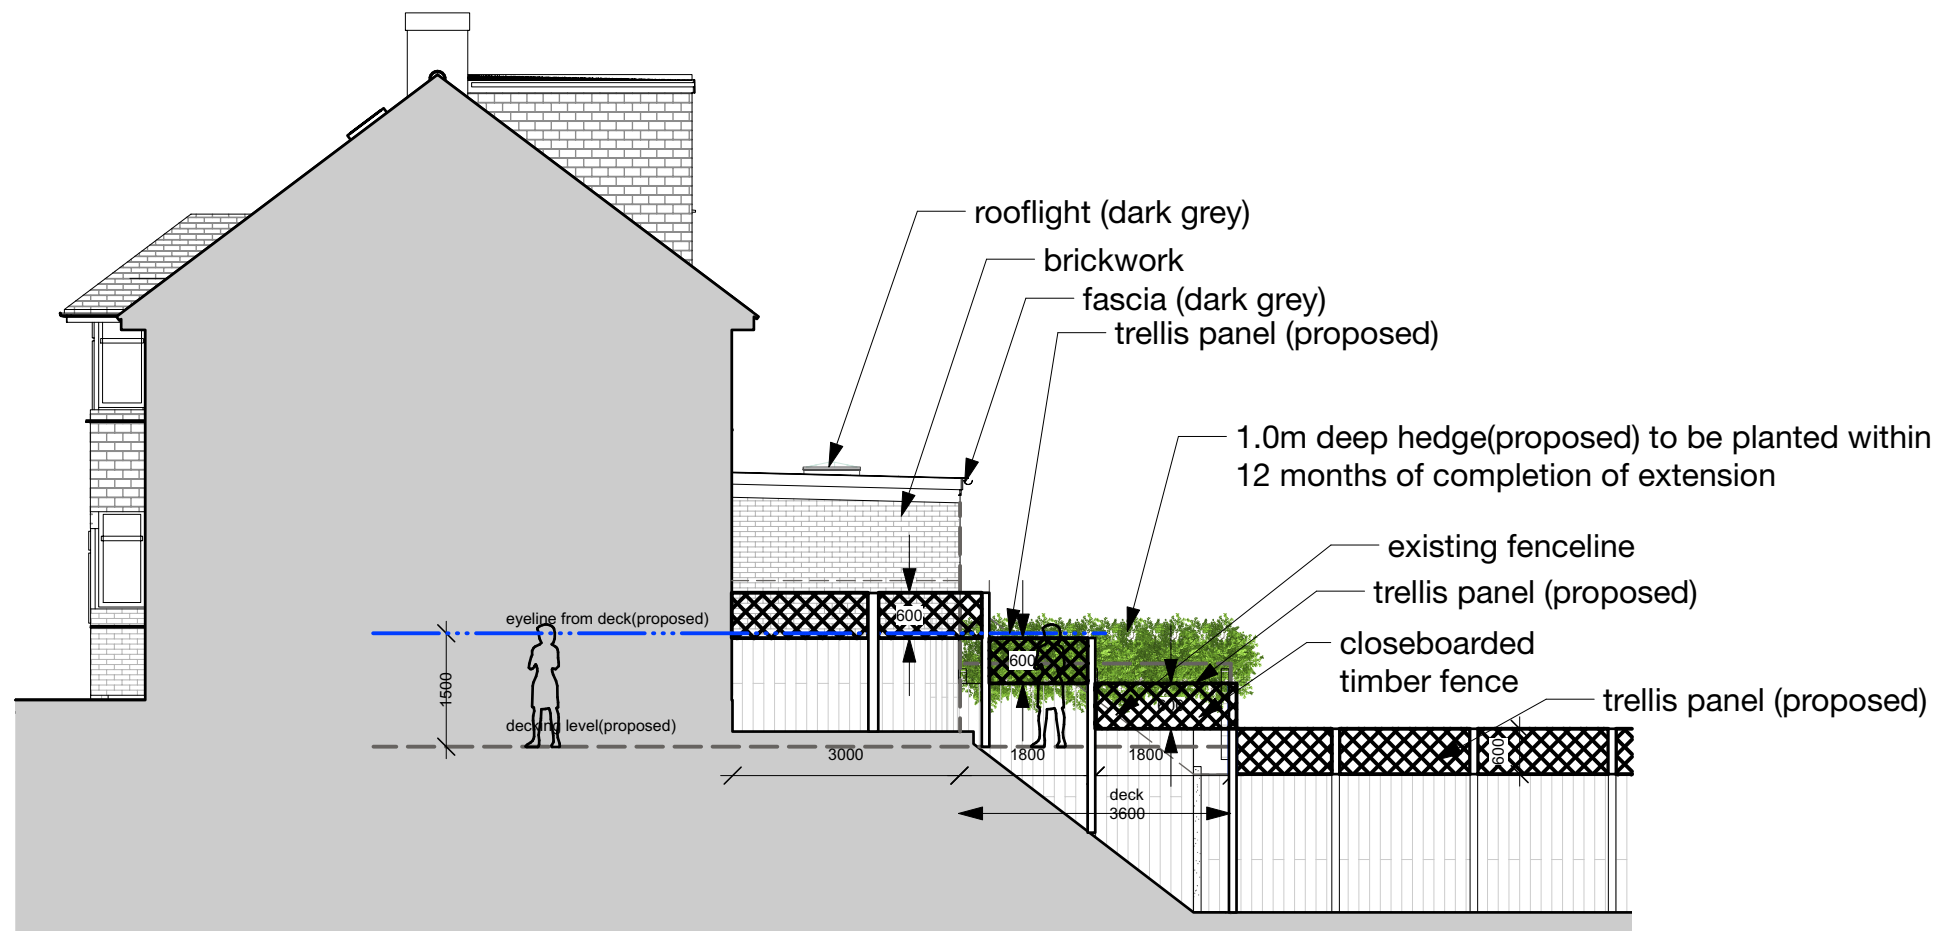 rooflight (dark grey)
brickwork
fascia (dark grey)
trellis panel (proposed)
1.0m deep hedge(proposed) to be planted within
12 months of completion of extension
existing fenceline
trellis panel (proposed)
closeboarded
timber fence
trellis panel (proposed)
eyeline from deck(proposed)
600
600
1500
decking level(proposed)
600
3000
1800
1800
deck
3600